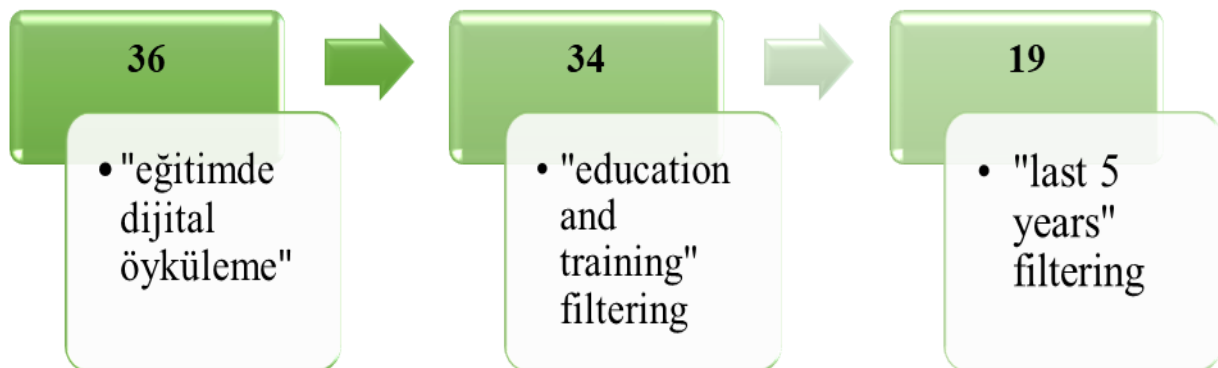 36
• "eğitimde
dijital
öyküleme"
34
• "education
and
training"
filtering
19
• "last 5
years"
filtering